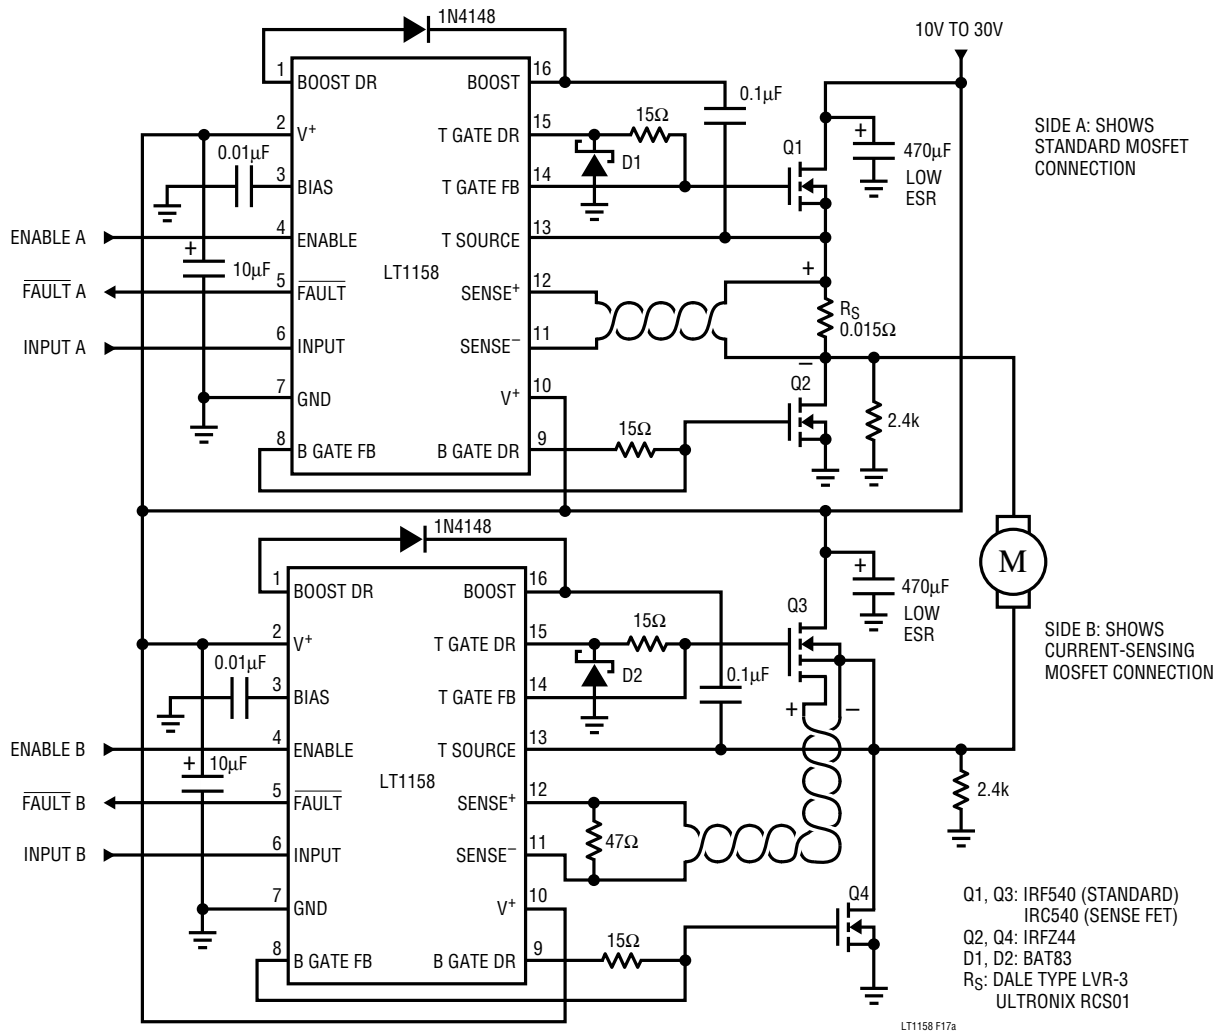 1N4148
10V TO 30V
1
BOOST DR
BOOST
16
0.1µF
2
V+
T GATE DR
15
15Ω
Q1
+
470µF
LOW
ESR
SIDE A: SHOWS
STANDARD MOSFET
CONNECTION
0.01µF
D1
3
BIAS
T GATE FB
14
ENABLE A
4
ENABLE
T SOURCE
13
+
10µF
LT1158
+
FAULT A
5
FAULT
SENSE+
12
RS
0.015Ω
INPUT A
6
INPUT
SENSE–
11
–
7
GND
V+
10
Q2
2.4k
8
B GATE FB
B GATE DR
9
15Ω
1N4148
M
1
BOOST DR
BOOST
16
+
470µF
LOW
ESR
Q3
2
V+
T GATE DR
15
15Ω
SIDE B: SHOWS
CURRENT-SENSING
MOSFET CONNECTION
0.01µF
D2
0.1µF
3
BIAS
T GATE FB
14
+
–
ENABLE B
4
ENABLE
T SOURCE
13
+
10µF
LT1158
FAULT B
5
FAULT
SENSE+
12
2.4k
47Ω
INPUT B
6
INPUT
SENSE–
11
7
GND
V+
10
Q4
8
B GATE FB
B GATE DR
9
15Ω
Q1, Q3: IRF540 (STANDARD)
IRC540 (SENSE FET)
Q2, Q4: IRFZ44
D1, D2: BAT83
RS: DALE TYPE LVR-3
ULTRONIX RCS01
LT1158 F17a